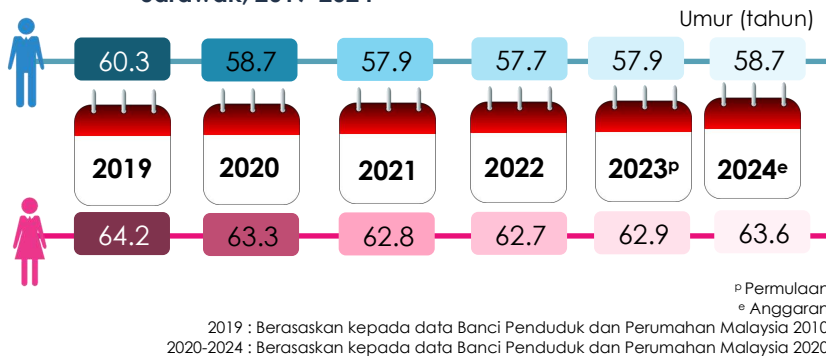 Umur (tahun)
60.3 58.7 57.9 57.7 57.9 58.7
2019 2020 2021 2022 2023ᵖ 2024ᵉ
64.2 63.3 62.8 62.7 62.9 63.6
ᵖ Permulaan
ᵉ Anggaran
2019 : Berasaskan kepada data Banci Penduduk dan Perumahan Malaysia 2010
2020-2024 : Berasaskan kepada data Banci Penduduk dan Perumahan Malaysia 2020